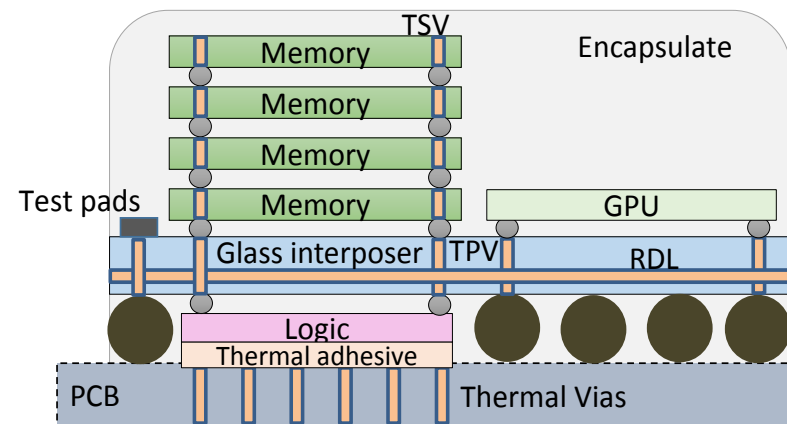 TSV
Memory
Encapsulate
Memory
Memory
Memory
Test pads
GPU
Glass interposer
TPV
RDL
Logic
Thermal adhesive
PCB
Thermal Vias